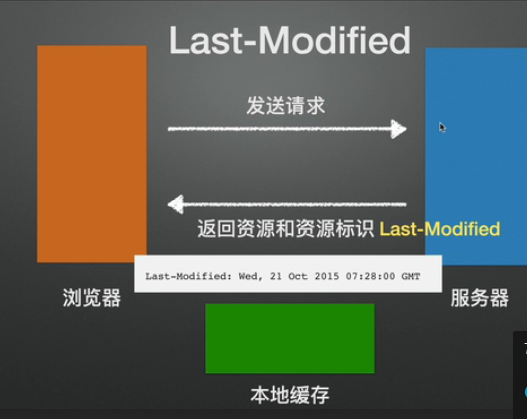 Last-Modified
发送请求
返回资源和资源标识 Last-Modified
Last-Modified: Wed, 21 Oct 2015 07:28:00 GMT
浏览器
服务器
本地缓存